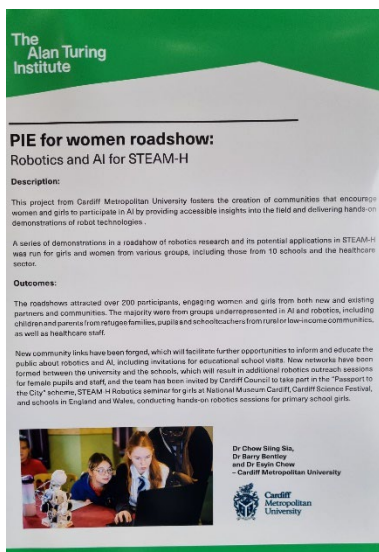 The
Alan Turing
Institute
PIE for women roadshow:
Robotics and AI for STEAM-H
Description:
This project from Cardiff Metropolitan University fosters the creation of communities that encourage
women and girls to participate in AI by providing accessible insights into the field and delivering hands-on
demonstrations of robot technologies .
A series of demonstrations in a roadshow of robotics research and its potential applications in STEAM-H
was run for girls and women from various groups, including those from 10 schools and the healthcare
sector.
Outcomes:
The roadshows attracted over 200 participants, engaging women and girls from both new and existing
partners and communities. The majority were from groups underrepresented in AI and robotics, including
children and parents from refugee families, pupils and schoolteachers from rural or low-income communities,
as well as healthcare staff.
New community links have been forged, which will facilitate further opportunities to inform and educate the
public about robotics and AI, including invitations for educational school visits. New networks have been
formed between the university and the schools, which will result in additional robotics outreach sessions
for female pupils and staff, and the team has been invited by Cardiff Council to take part in the "Passport to
the City" scheme, STEAM-H Robotics seminar for girls at National Museum Cardiff, Cardiff Science Festival,
and schools in England and Wales, conducting hands-on robotics sessions for primary school girls.
Dr Chow Siing Sia,
Dr Barry Bentley
and Dr Esyin Chew
– Cardiff Metropolitan University
Cardiff
Metropolitan
University